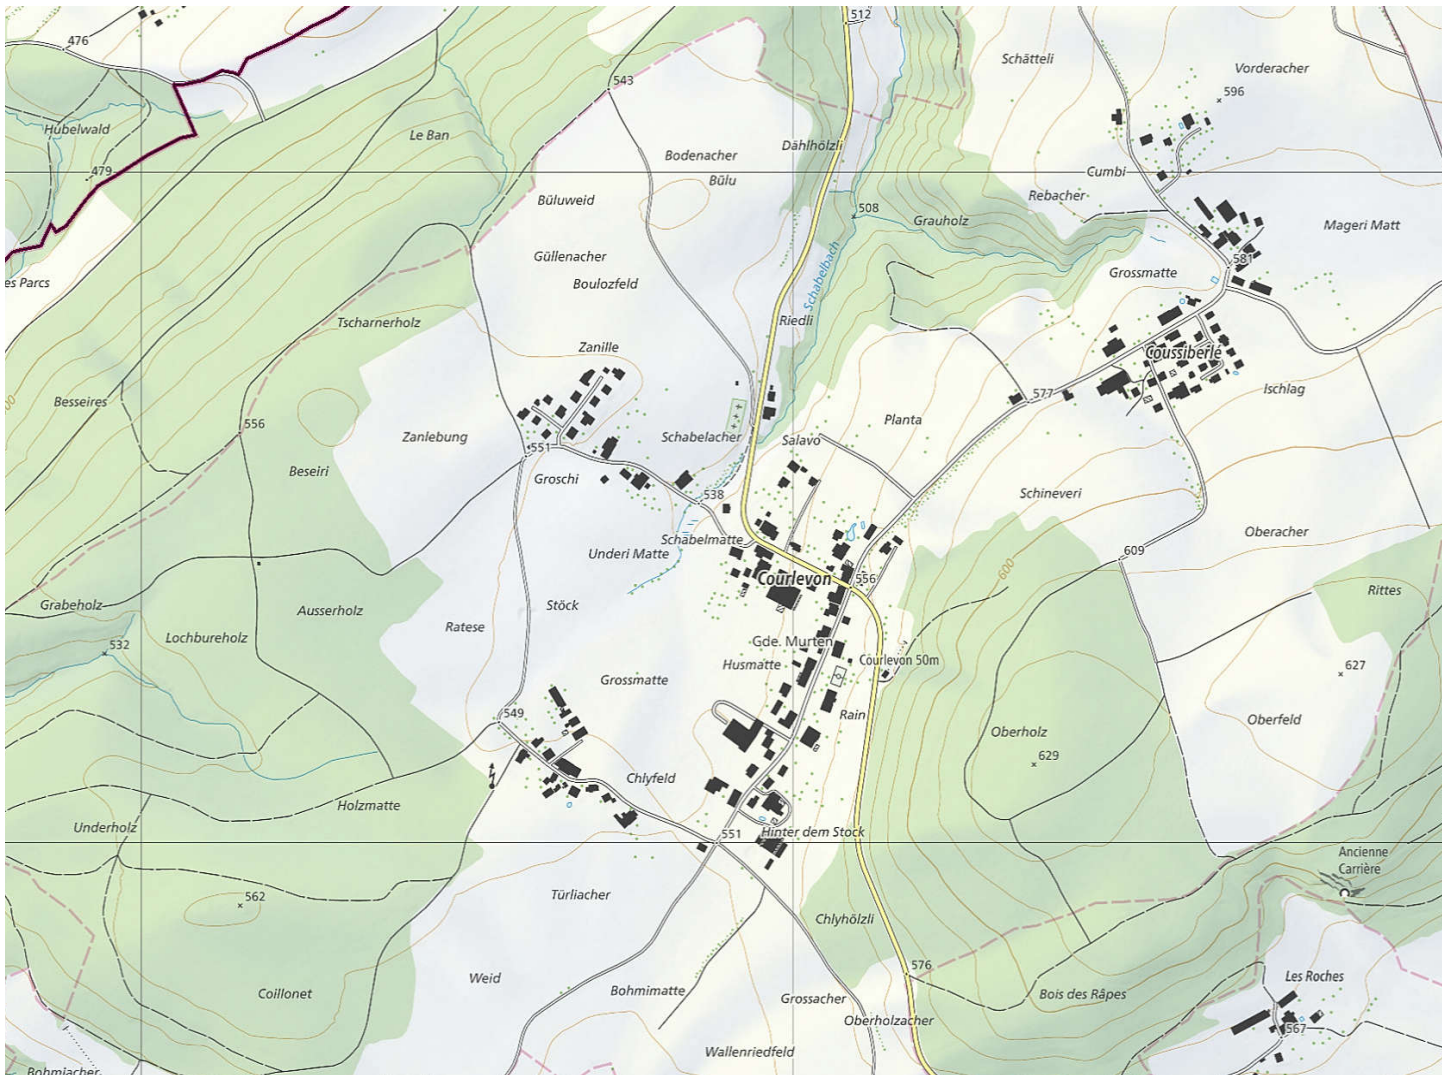 512
476
Schätteli
Vorderacher
543
596
Hubelwald
Le Ban
Dählhölzli
Bodenacher
479
Bülu
Cumbi
Rebacher
Büluweid
508
Grauholz
Mageri Matt
Güllenacher
581
Grossmatte
es Parcs
Boulozfeld
Schabelbach
Tscharnerholz
Riedli
Zanille
Coussiberlé
Ischlag
577
Besseires
556
Planta
Zanlebung
Schabelacher
Salavo
551
Beseiri
Groschi
538
Schineveri
Oberacher
Schabelmatte
Underi Matte
609
600
Courlevon
556
Rittes
Grabeholz
Ausserholz
Stöck
Ratese
Lochbureholz
532
Gde. Murten
Husmatte
Courlevon 50m
627
Grossmatte
549
Rain
Oberfeld
Oberholz
629
Chlyfeld
Holzmatte
Underholz
551
Hinter dem Stock
Ancienne
Carrière
562
Türliacher
Chlyhölzli
576
Weid
Les Roches
Coillonet
Bohmimatte
Grossacher
Bois des Râpes
Oberholzacher
567
Wallenriedfeld
Bohmiacher